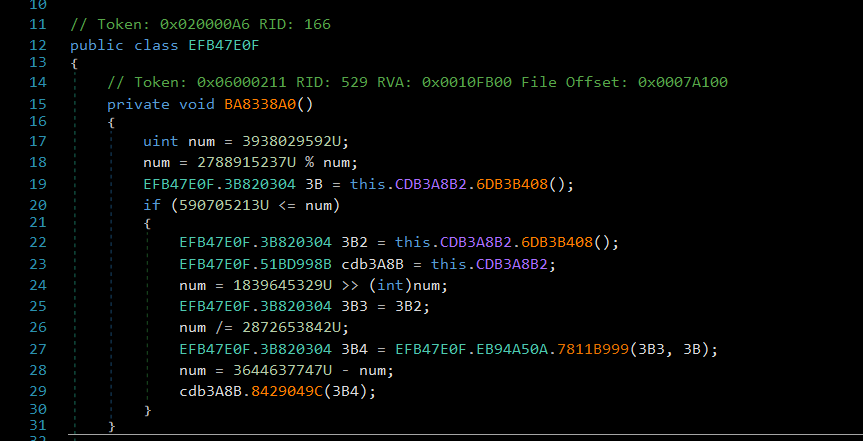 10
11 // Token: 0x020000A6 RID: 166
12 public class EFB47E0F
13 {
14 // Token: 0x06000211 RID: 529 RVA: 0x0010FB00 File Offset: 0x0007A100
15 private void BA8338A0()
16 {
17 uint num = 3938029592U;
18 num = 2788915237U % num;
19 EFB47E0F.3B820304 3B = this.CDB3A8B2.6DB3B408();
20 if (590705213U <= num)
21 {
22 EFB47E0F.3B820304 3B2 = this.CDB3A8B2.6DB3B408();
23 EFB47E0F.51BD998B cdb3A8B = this.CDB3A8B2;
24 num = 1839645329U >> (int)num;
25 EFB47E0F.3B820304 3B3 = 3B2;
26 num /= 2872653842U;
27 EFB47E0F.3B820304 3B4 = EFB47E0F.EB94A50A.7811B999(3B3, 3B);
28 num = 3644637747U - num;
29 cdb3A8B.8429049C(3B4);
30 }
31 }